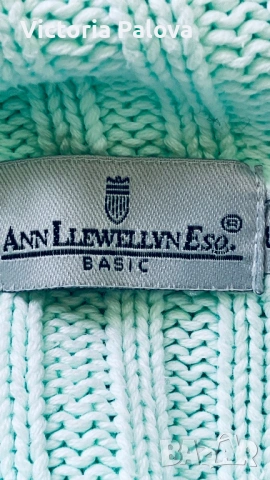 Victoria Palova
ANN LLEWELLYN ESQ.®
BASIC
BAZAR